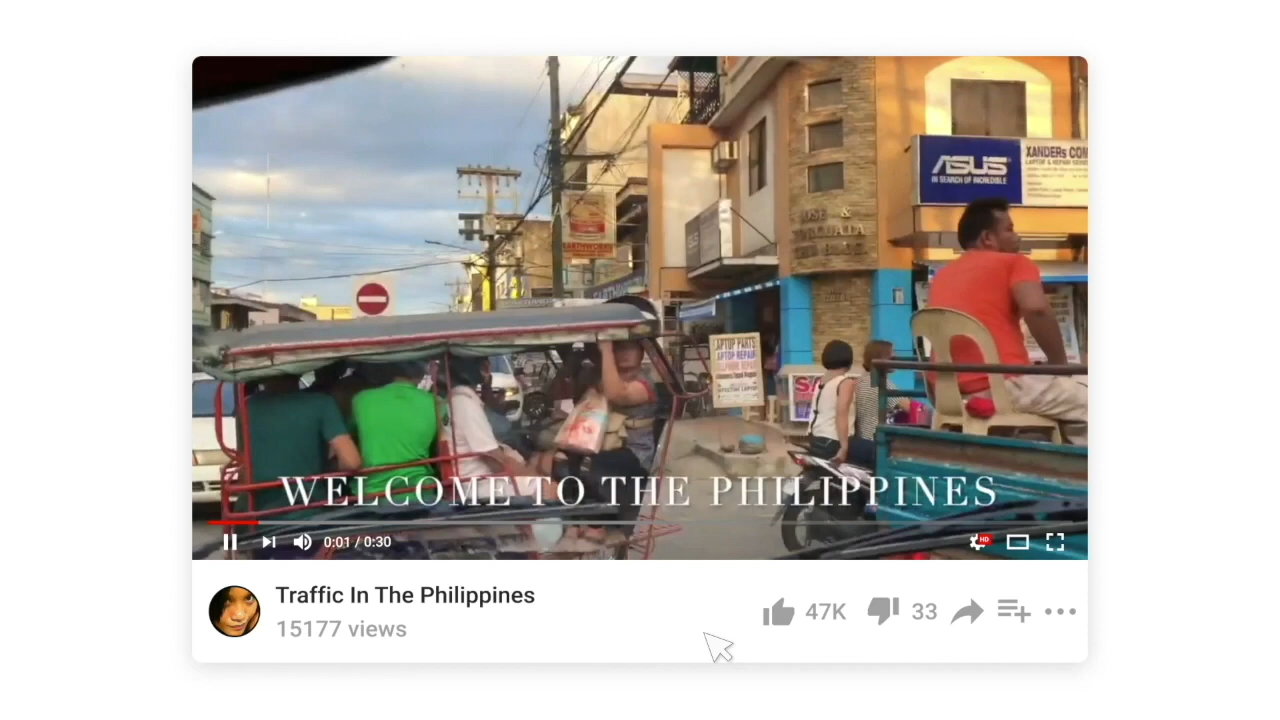 ASUS
IN SEARCH OF INCREDIBLE
XANDERs COM
LAPTOP PARTS
LAPTOP REPAIR
WELCOME TO THE PHILIPPINES
0:01 / 0:30
HD
Traffic In The Philippines
15177 views
47K
33